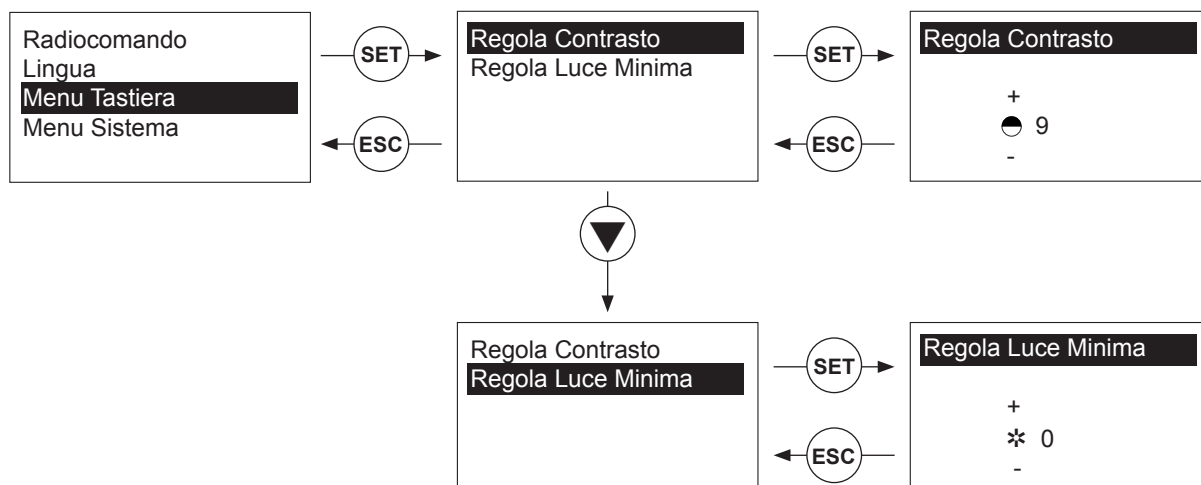 Radiocomando
Lingua
Menu Tastiera
Menu Sistema
SET
ESC
Regola Contrasto
Regola Luce Minima
SET
ESC
Regola Contrasto
+
9
-
Regola Contrasto
Regola Luce Minima
SET
ESC
Regola Luce Minima
+
✲ 0
-